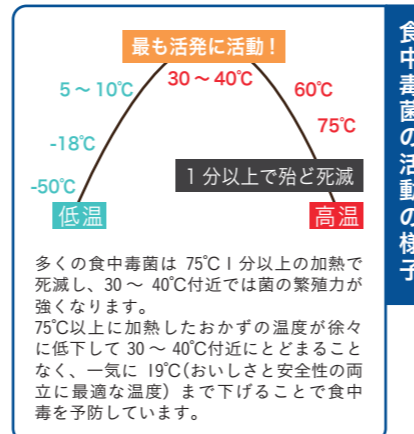 食中毒菌の活動の様子
最も活発に活動！
30～40℃
5～10℃
60℃
75℃
-18℃
-50℃
1分以上で殆ど死滅
低温
高温
多くの食中毒菌は 75℃1分以上の加熱で
死滅し、30～ 40℃付近では菌の繁殖力が
強くなります。
75℃以上に加熱したおかずの温度が徐々
に低下して 30～ 40℃付近にとどまること
なく、一気に 19℃(おいしさと安全性の両
立に最適な温度）まで下げることで食中
毒を予防しています。